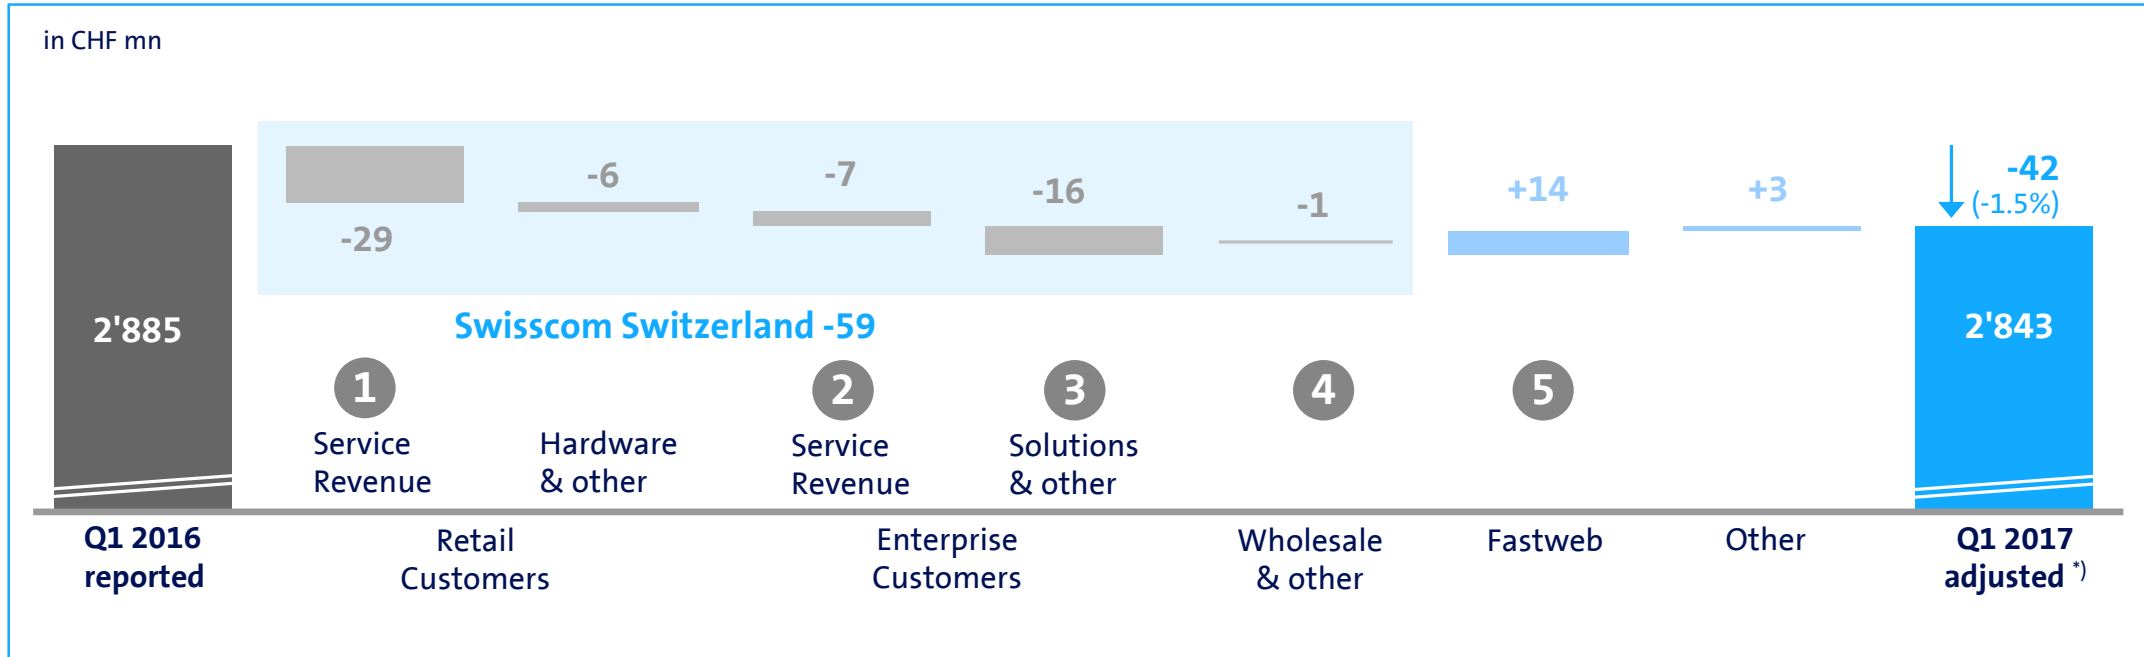 in CHF mn
-29
-6
-7
-16
-1
+14
+3
-42
(-1.5%)
2'885
Swisscom Switzerland -59
2'843
1
2
3
4
5
Service
Revenue
Hardware
& other
Service
Revenue
Solutions
& other
Q1 2016
reported
Retail
Customers
Enterprise
Customers
Wholesale
& other
Fastweb
Other
Q1 2017
adjusted *)